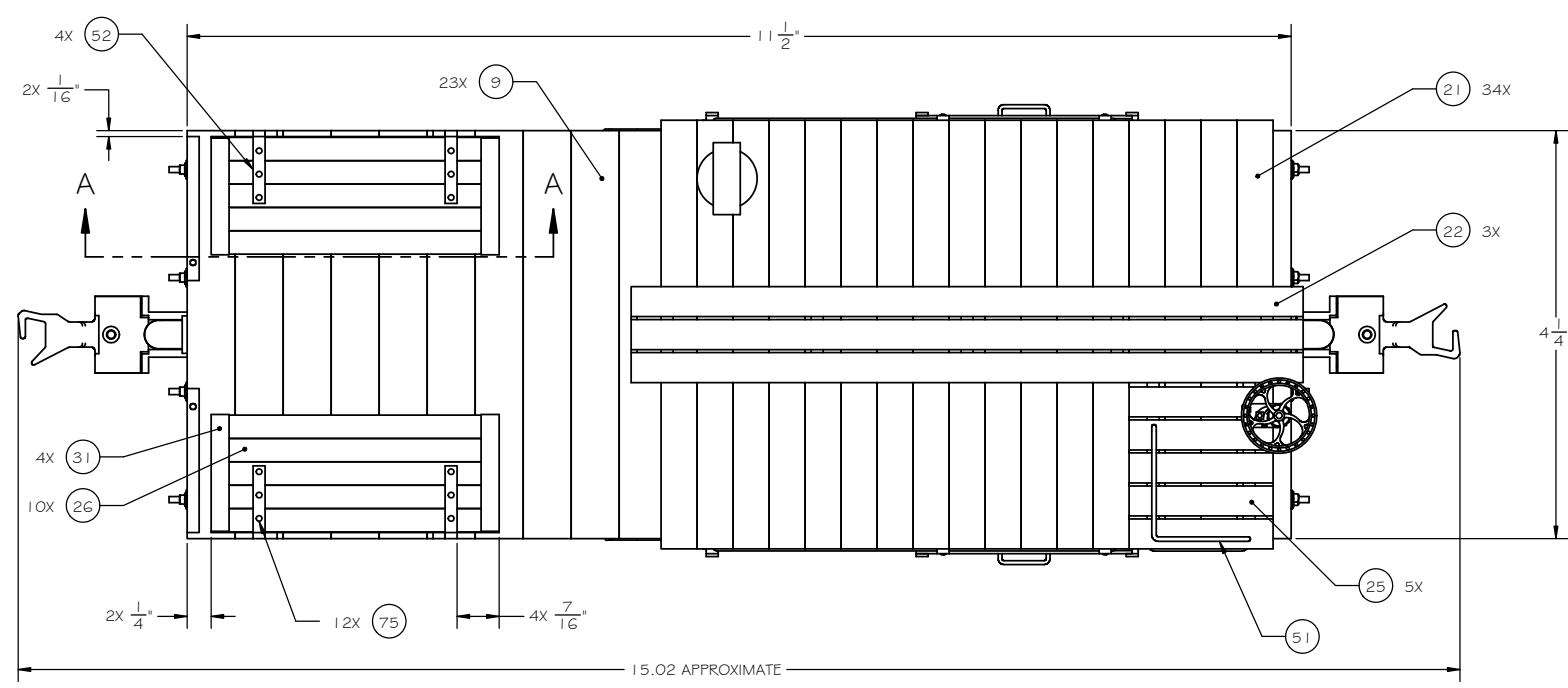 11 1/2"
4X 52
2X 1/16"
23X 9
21 34X
A A
22 3X
4 1/4
4X 31
10X 26
25 5X
2X 1/4"
12X 75
4X 7/16"
51
15.02 APPROXIMATE